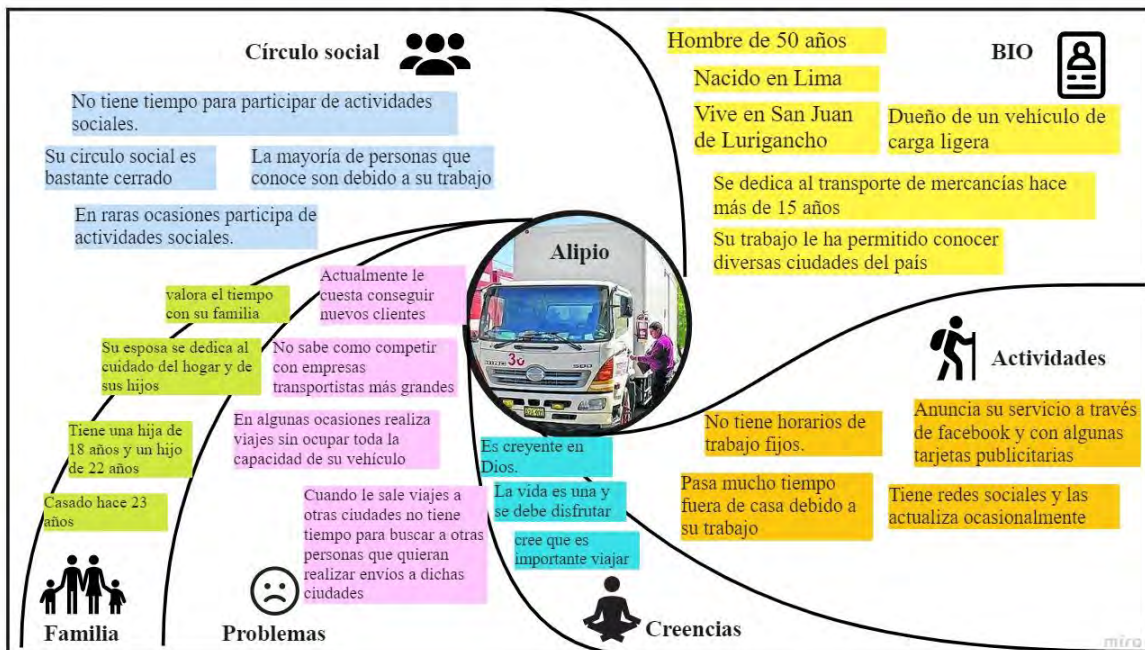 Círculo social
No tiene tiempo para participar de actividades
sociales.
Su circulo social es
bastante cerrado
La mayoría de personas que
conoce son debido a su trabajo
En raras ocasiones participa de
actividades sociales.
BIO
Hombre de 50 años
Nacido en Lima
Vive en San Juan
de Lurigancho
Dueño de un vehículo de
carga ligera
Se dedica al transporte de mercancías hace
más de 15 años
Su trabajo le ha permitido conocer
diversas ciudades del país
Alipio
valora el tiempo
con su familia
Su esposa se dedica al
cuidado del hogar y de
sus hijos
Tiene una hija de
18 años y un hijo
de 22 años
Casado hace 23
años
Familia
Actualmente le
cuesta conseguir
nuevos clientes
No sabe como competir
con empresas
transportistas más grandes
En algunas ocasiones realiza
viajes sin ocupar toda la
capacidad de su vehículo
Cuando le sale viajes a
otras ciudades no tiene
tiempo para buscar a otras
personas que quieran
realizar envíos a dichas
ciudades
Problemas
Es creyente en
Dios.
La vida es una y
se debe disfrutar
cree que es
importante viajar
Creencias
Actividades
No tiene horarios de
trabajo fijos.
Anuncia su servicio a través
de facebook y con algunas
tarjetas publicitarias
Pasa mucho tiempo
fuera de casa debido a
su trabajo
Tiene redes sociales y las
actualiza ocasionalmente
miro